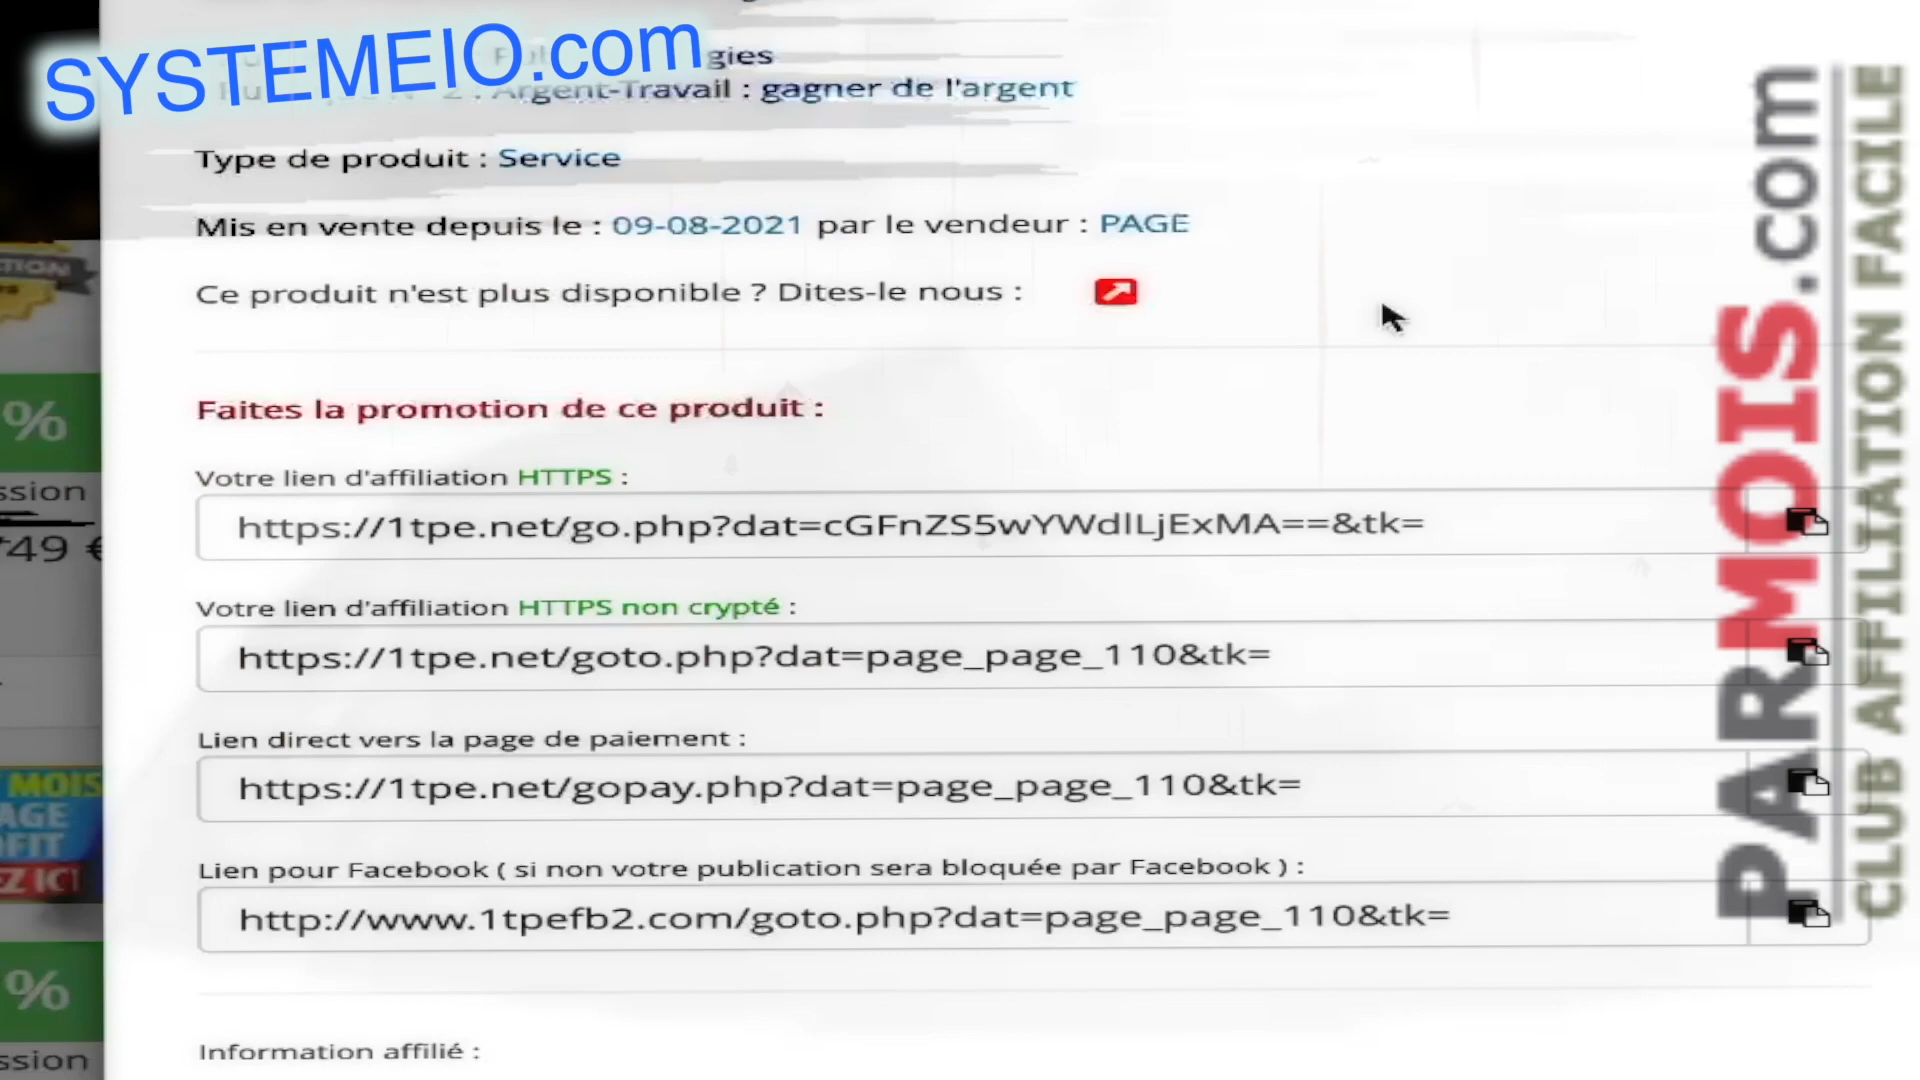 SYSTEMEIO.com
gies
Argent-Travail : gagner de l'argent
Type de produit : Service
Mis en vente depuis le : 09-08-2021 par le vendeur : PAGE
Ce produit n'est plus disponible ? Dites-le nous :
Faites la promotion de ce produit :
Votre lien d'affiliation HTTPS :
https://1tpe.net/go.php?dat=cGFnZS5wYWdlLjExMA==&tk=
Votre lien d'affiliation HTTPS non crypté :
https://1tpe.net/goto.php?dat=page_page_110&tk=
Lien direct vers la page de paiement :
https://1tpe.net/gopay.php?dat=page_page_110&tk=
Lien pour Facebook ( si non votre publication sera bloquée par Facebook ) :
http://www.1tpefb2.com/goto.php?dat=page_page_110&tk=
Information affilié :
PARMOIS.com
CLUB AFFILIATION FACILE
TION
%
ssion
749 €
MOIS
AGE
FIT
Z ICI
%
ssion